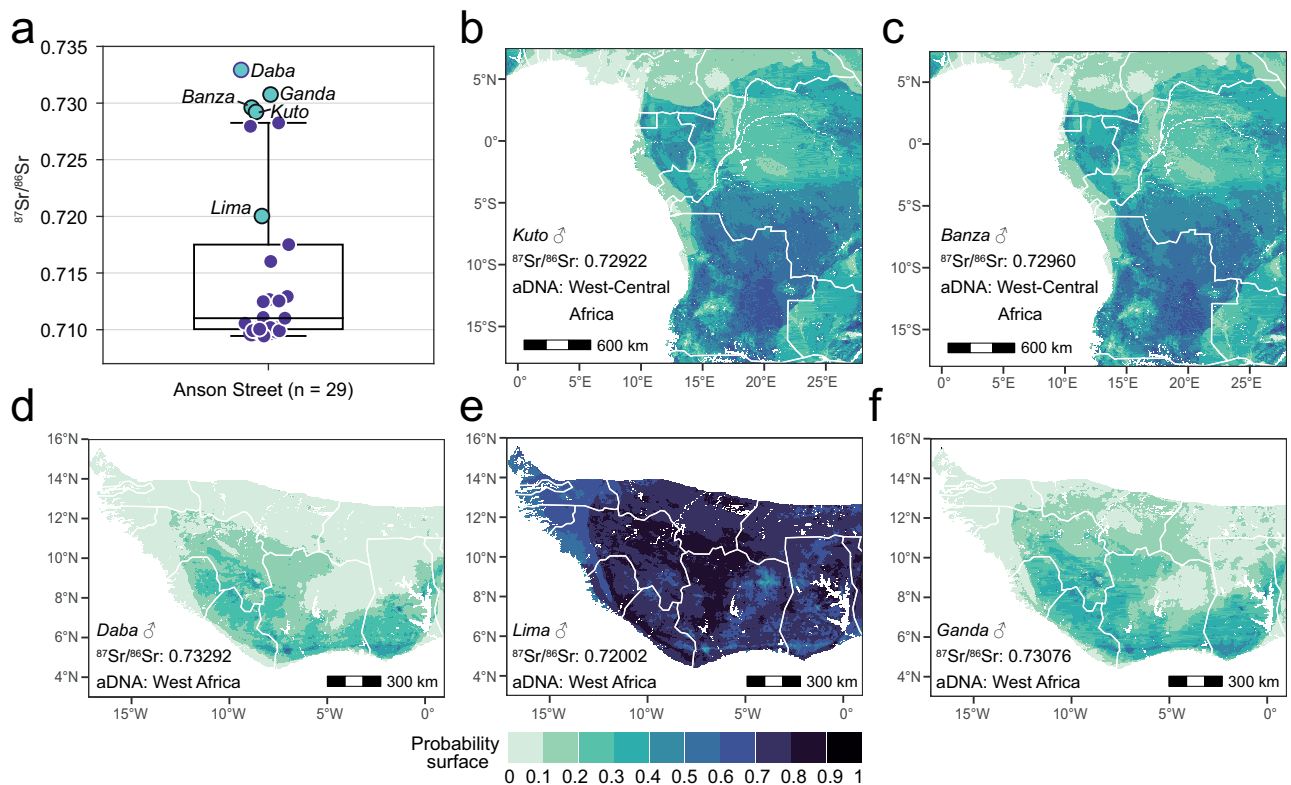 a
0.735
0.730
0.725
0.720
0.715
0.710
⁸⁷Sr/⁸⁶Sr
Daba
Banza
Ganda
Kuto
Lima
Anson Street (n = 29)
b
5°N
0°
5°S
10°S
15°S
Kuto ♂
⁸⁷Sr/⁸⁶Sr: 0.72922
aDNA: West-Central
Africa
600 km
0°
5°E
10°E
15°E
20°E
25°E
c
5°N
0°
5°S
10°S
15°S
Banza ♂
⁸⁷Sr/⁸⁶Sr: 0.72960
aDNA: West-Central
Africa
600 km
0°
5°E
10°E
15°E
20°E
25°E
d
16°N
14°N
12°N
10°N
8°N
6°N
4°N
Daba ♂
⁸⁷Sr/⁸⁶Sr: 0.73292
aDNA: West Africa
300 km
15°W
10°W
5°W
0°
e
16°N
14°N
12°N
10°N
8°N
6°N
4°N
Lima ♂
⁸⁷Sr/⁸⁶Sr: 0.72002
aDNA: West Africa
300 km
15°W
10°W
5°W
0°
f
16°N
14°N
12°N
10°N
8°N
6°N
4°N
Ganda ♂
⁸⁷Sr/⁸⁶Sr: 0.73076
aDNA: West Africa
300 km
15°W
10°W
5°W
0°
Probability
surface
0 0.1 0.2 0.3 0.4 0.5 0.6 0.7 0.8 0.9 1